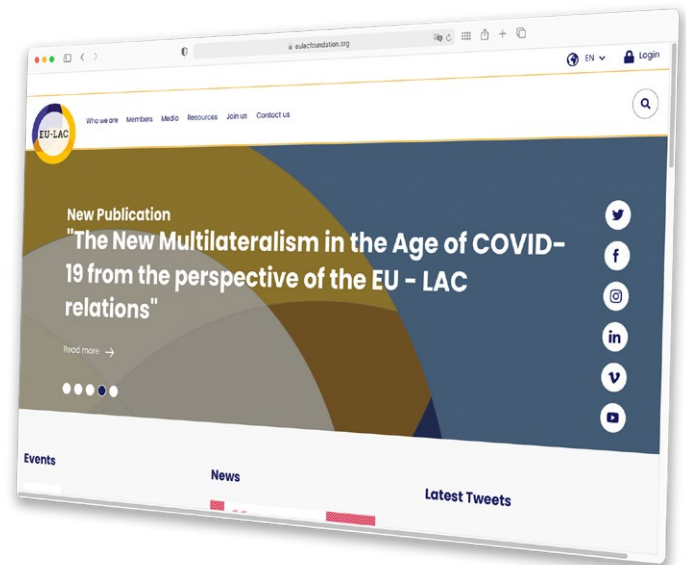 eulacfoundation.org
EN
Login
EU-LAC
Who we are Members Media Resources Join us Contact us
New Publication
"The New Multilateralism in the Age of COVID-
19 from the perspective of the EU - LAC
relations"
Read more →
Events
News
Latest Tweets